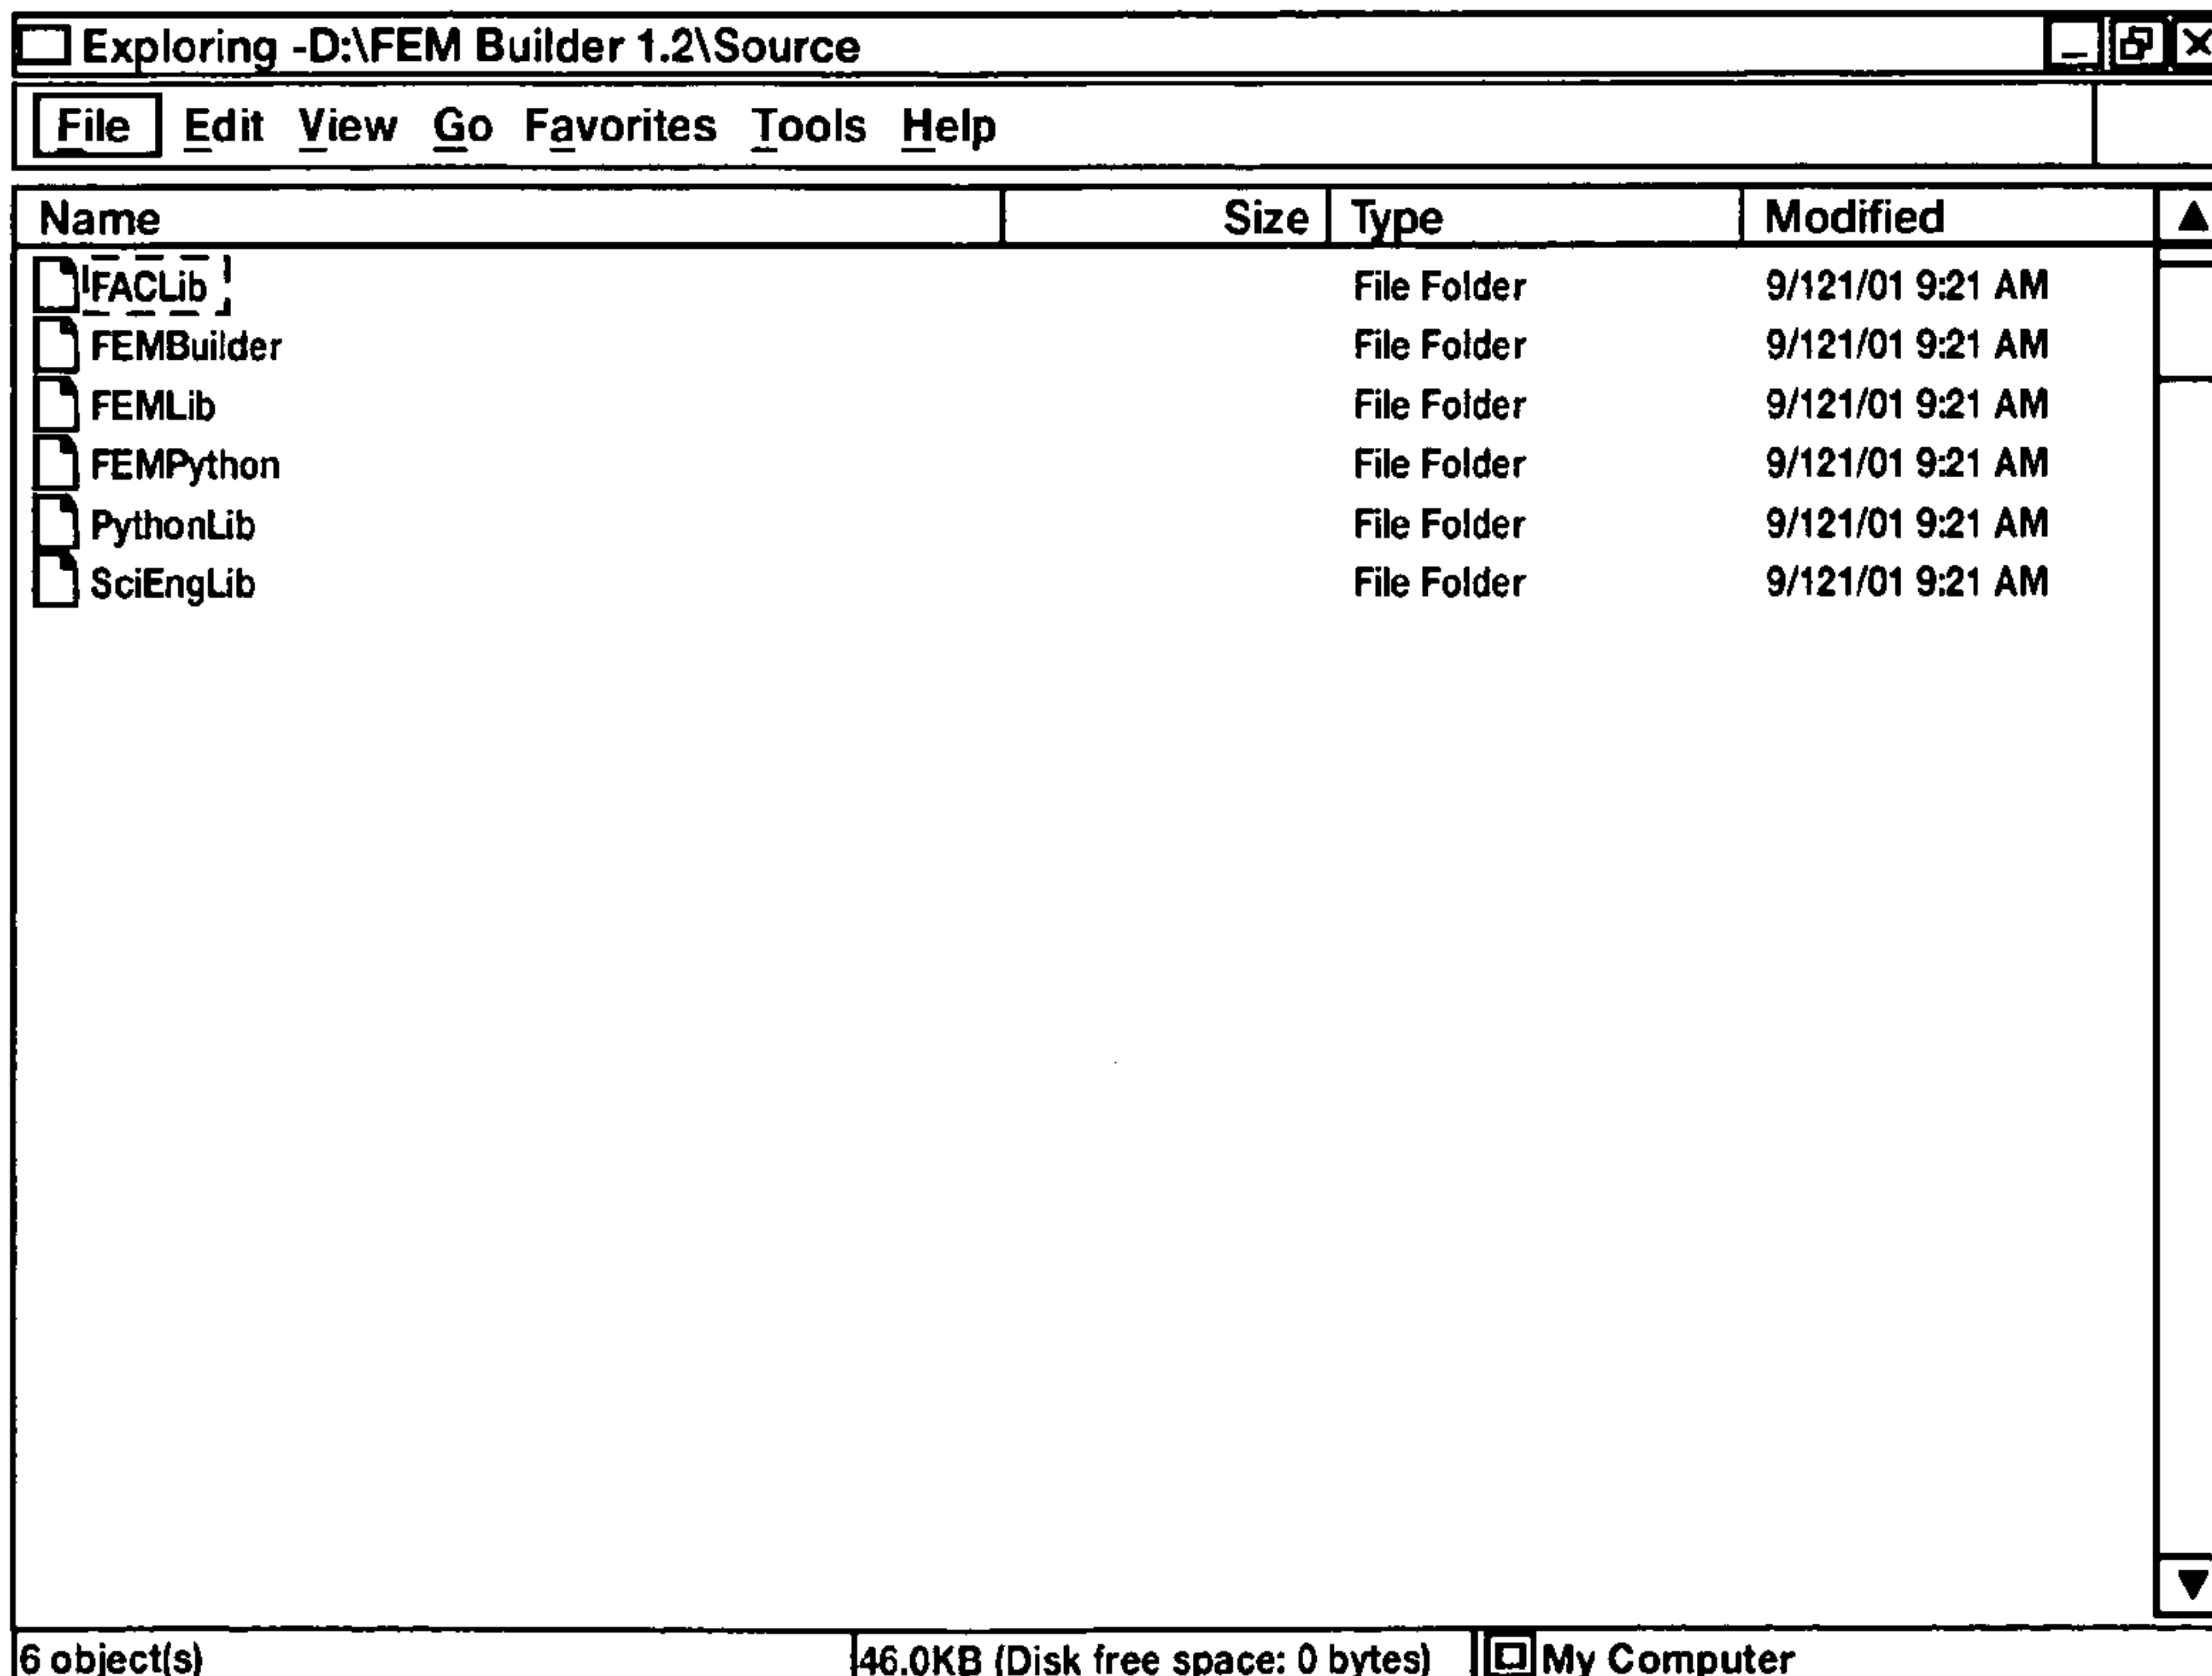 Exploring -D:\FEM Builder 1.2\Source
File Edit View Go Favorites Tools Help
Name Size Type Modified
FACLib File Folder 9/121/01 9:21 AM
FEMBuilder File Folder 9/121/01 9:21 AM
FEMLib File Folder 9/121/01 9:21 AM
FEMPython File Folder 9/121/01 9:21 AM
PythonLib File Folder 9/121/01 9:21 AM
SciEngLib File Folder 9/121/01 9:21 AM
6 object(s) 46.0KB (Disk free space: 0 bytes) My Computer